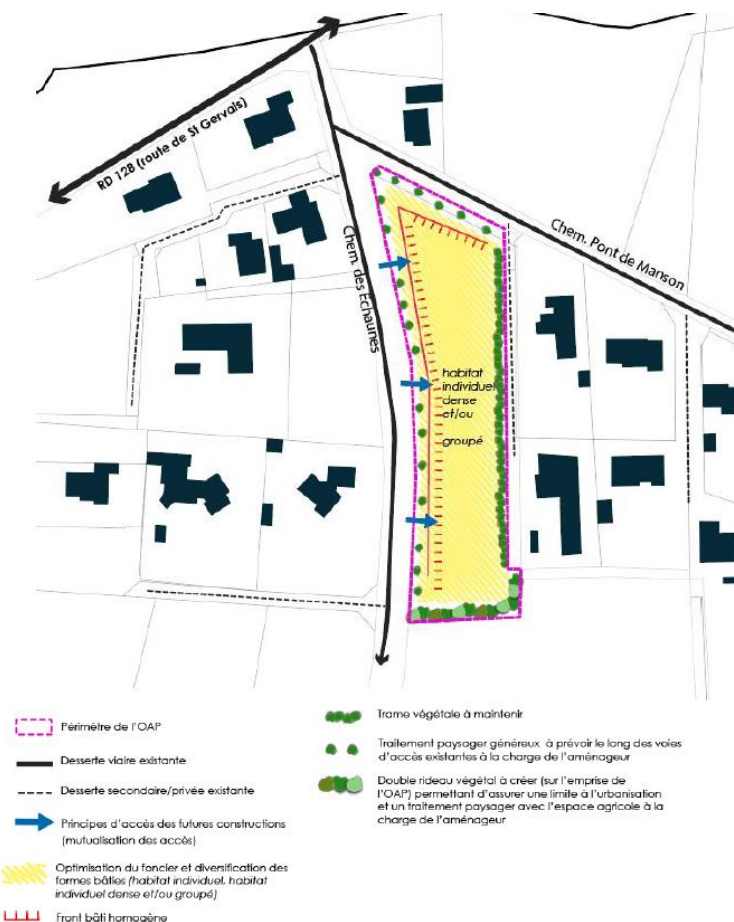 RD 128 (route de St Gervais)
Chem. des Echaunes
Chem. Pont de Manson
habitat
individuel
dense
et/ou
groupé
Périmètre de l'OAP
Desserte viaire existante
Desserte secondaire/privée existante
Principes d'accès des futures constructions
(mutualisation des accès)
Optimisation du foncier et diversification des
formes bâties (habitat individuel, habitat
individuel dense et/ou groupé)
Front bâti homogène
Trame végétale à maintenir
Traitement paysager généreux à prévoir le long des voies
d'accès existantes à la charge de l'aménageur
Double rideau végétal à créer (sur l'emprise de
l'OAP) permettant d'assurer une limite à l'urbanisation
et un traitement paysager avec l'espace agricole à la
charge de l'aménageur